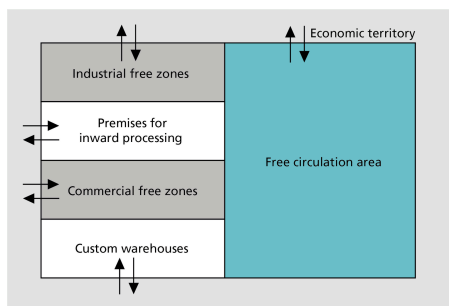 Economic territory
Industrial free zones
Premises for
inward processing
Free circulation area
Commercial free zones
Custom warehouses